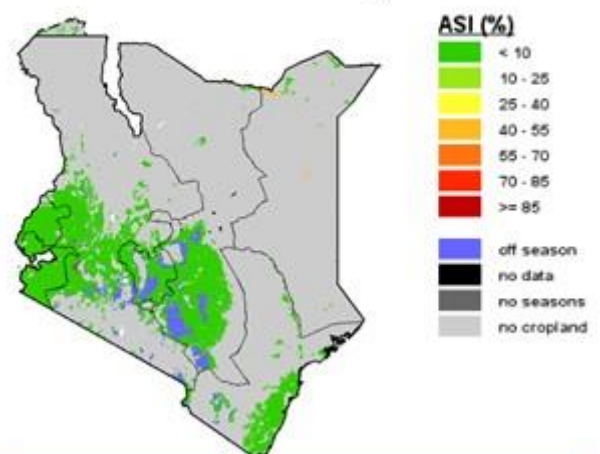 ASI (%)
< 10
10 - 25
25 - 40
40 - 55
55 - 70
70 - 85
>= 85
off season
no data
no seasons
no cropland